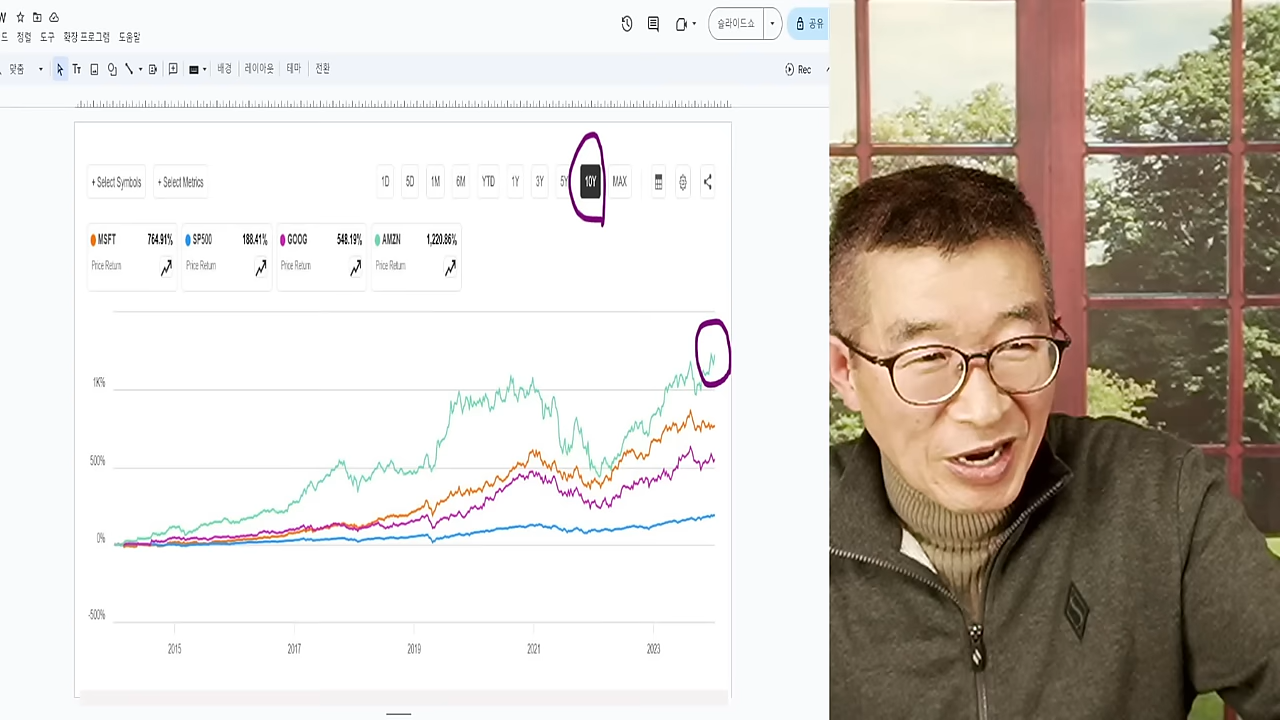 정렬 도구 확장 프로그램 도움말
슬라이드쇼
공유
맞춤
배경 레이아웃 테마 전환
Rec
+ Select Symbols + Select Metrics
1D 5D 1M 6M YTD 1Y 3Y 5Y 10Y MAX
MSFT 764.91% SP500 188.41% GOOG 548.19% AMZN 1,220.86%
Price Return Price Return Price Return Price Return
1K%
500%
0%
-500%
2015 2017 2019 2021 2023